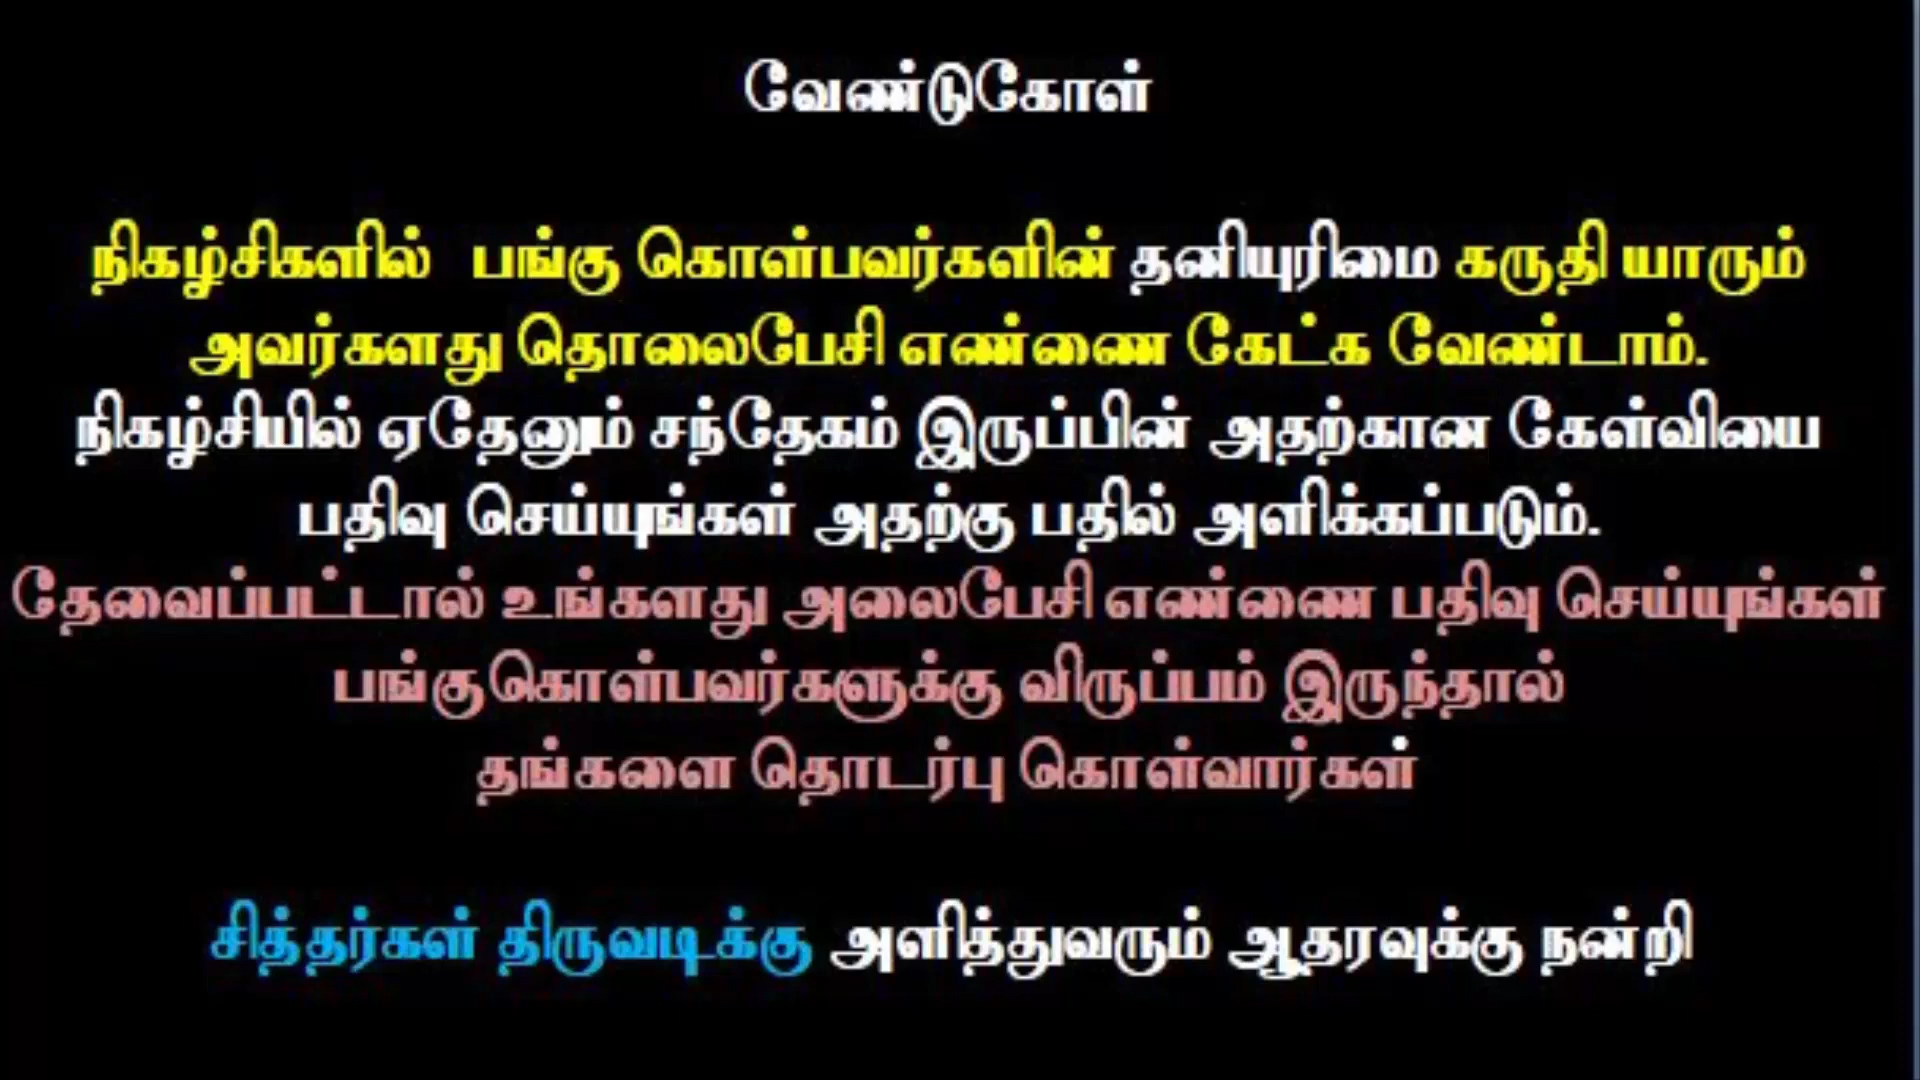 வேண்டுகோள்
நிகழ்சிகளில் பங்கு கொள்பவர்களின் தனியுரிமை கருதி யாரும்
அவர்களது தொலைபேசி எண்ணை கேட்க வேண்டாம்.
நிகழ்சியில் ஏதேனும் சந்தேகம் இருப்பின் அதற்கான கேள்வியை
பதிவு செய்யுங்கள் அதற்கு பதில் அளிக்கப்படும்.
தேவைப்பட்டால் உங்களது அலைபேசி எண்ணை பதிவு செய்யுங்கள்
பங்குகொள்பவர்களுக்கு விருப்பம் இருந்தால்
தங்களை தொடர்பு கொள்வார்கள்
சித்தர்கள் திருவடிக்கு அளித்துவரும் ஆதரவுக்கு நன்றி